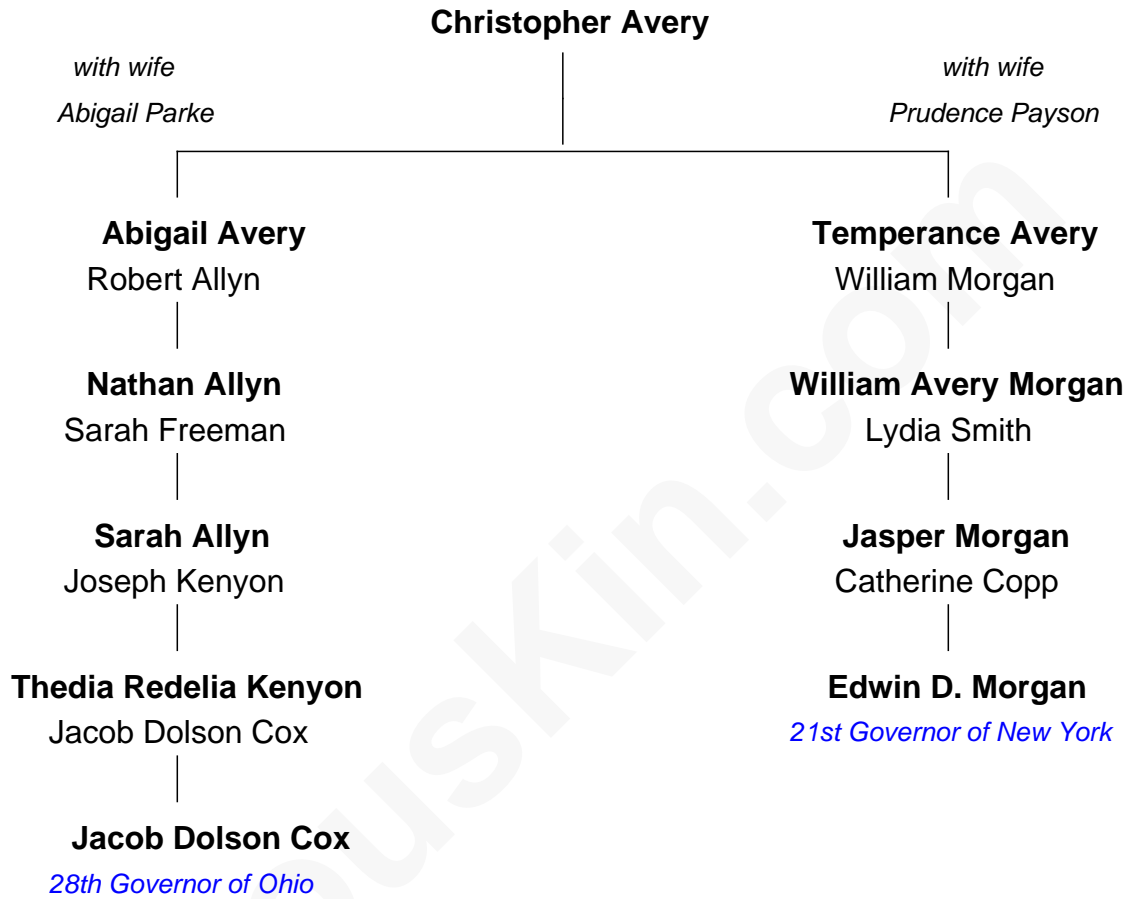 Christopher Avery
with wife
Abigail Parke
with wife
Prudence Payson
Abigail Avery
Robert Allyn
Temperance Avery
William Morgan
Nathan Allyn
Sarah Freeman
William Avery Morgan
Lydia Smith
Sarah Allyn
Joseph Kenyon
Jasper Morgan
Catherine Copp
Thedia Redelia Kenyon
Jacob Dolson Cox
Edwin D. Morgan
21st Governor of New York
Jacob Dolson Cox
28th Governor of Ohio
ousKin.com